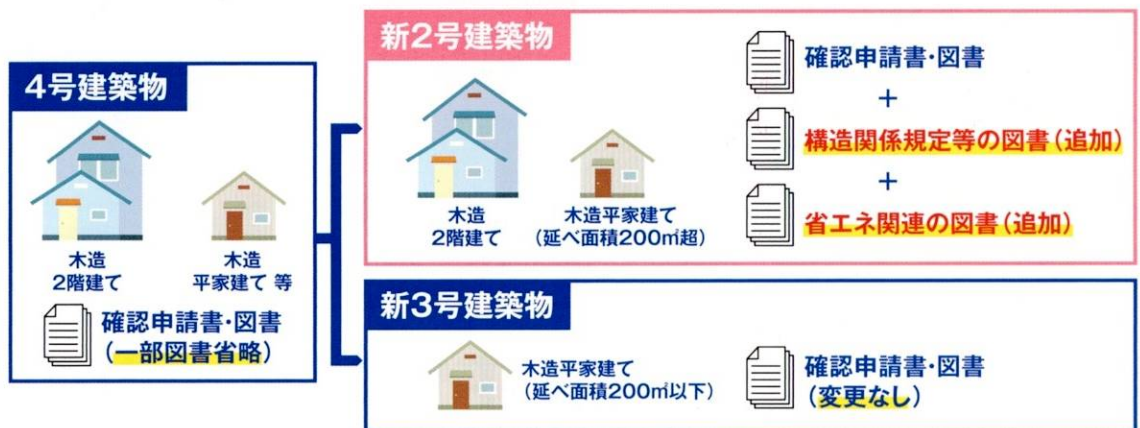 4号建築物
木造
2階建て
木造
平家建て 等
確認申請書・図書
(一部図書省略)
新2号建築物
木造
2階建て
木造平家建て
(延べ面積200㎡超)
確認申請書・図書
+
構造関係規定等の図書(追加)
+
省エネ関連の図書(追加)
新3号建築物
木造平家建て
(延べ面積200㎡以下)
確認申請書・図書
(変更なし)